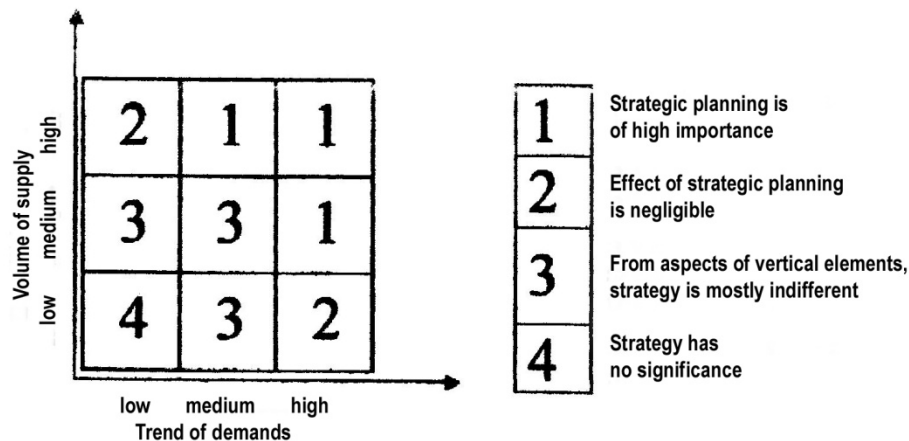 Volume of supply
high
medium
low
2 1 1
3 3 1
4 3 2
low medium high
Trend of demands
1 Strategic planning is
of high importance
2 Effect of strategic planning
is negligible
3 From aspects of vertical elements,
strategy is mostly indifferent
4 Strategy has
no significance